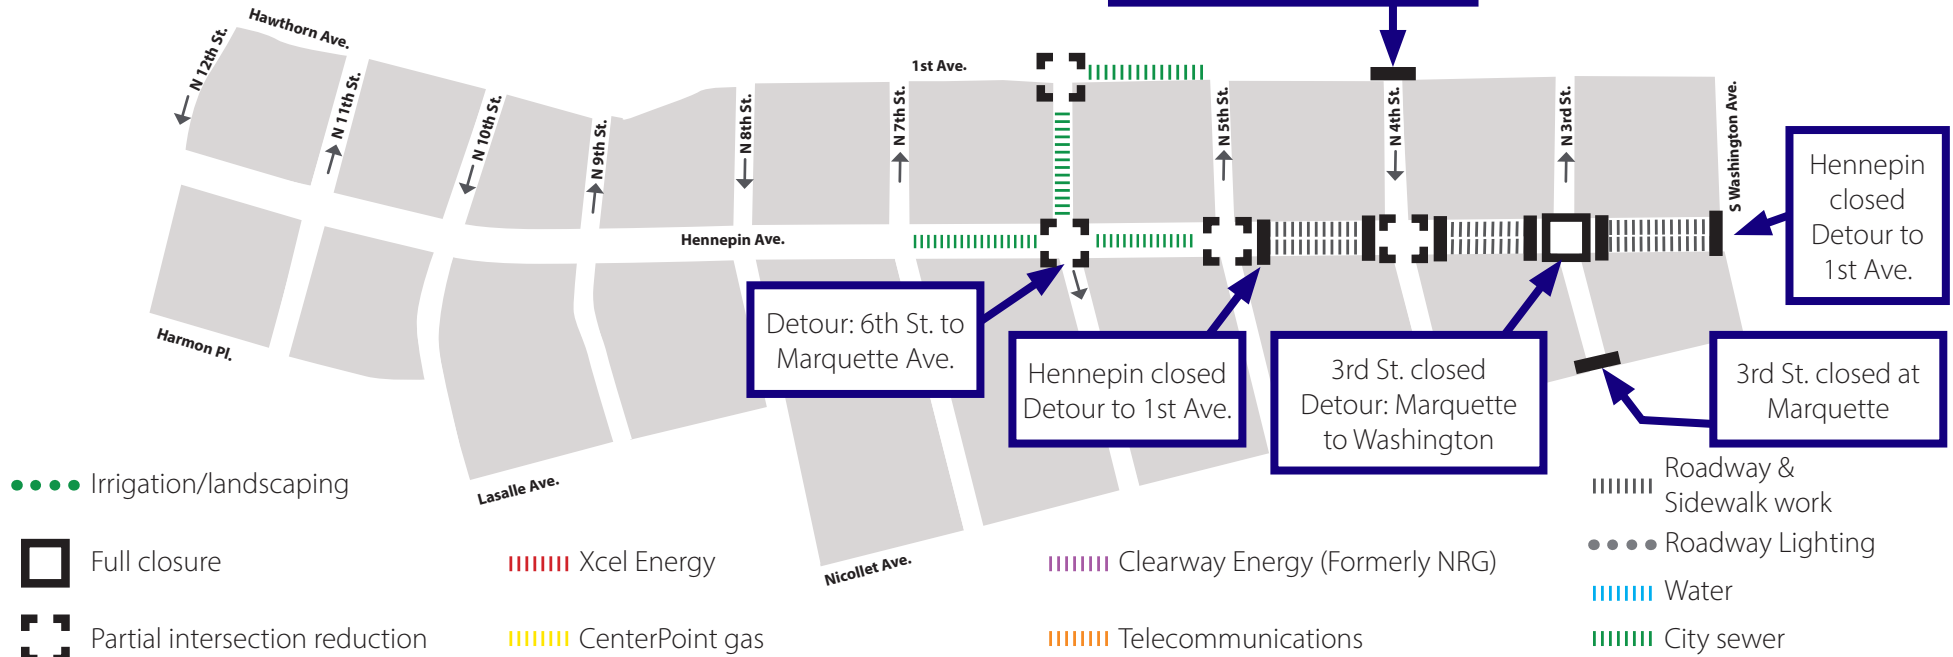 Hawthorn Ave.
N 12th St.
N 11th St.
N 10th St.
N 9th St.
N 8th St.
N 7th St.
1st Ave.
N 5th St.
N 4th St.
N 3rd St.
S Washington Ave.
Hennepin
closed
Detour to
1st Ave.
Hennepin Ave.
Harmon Pl.
Detour: 6th St. to
Marquette Ave.
Hennepin closed
Detour to 1st Ave.
3rd St. closed
Detour: Marquette
to Washington
3rd St. closed at
Marquette
Lasalle Ave.
Nicollet Ave.
Irrigation/landscaping
Full closure
Partial intersection reduction
Xcel Energy
CenterPoint gas
Clearway Energy (Formerly NRG)
Telecommunications
Roadway &
Sidewalk work
Roadway Lighting
Water
City sewer